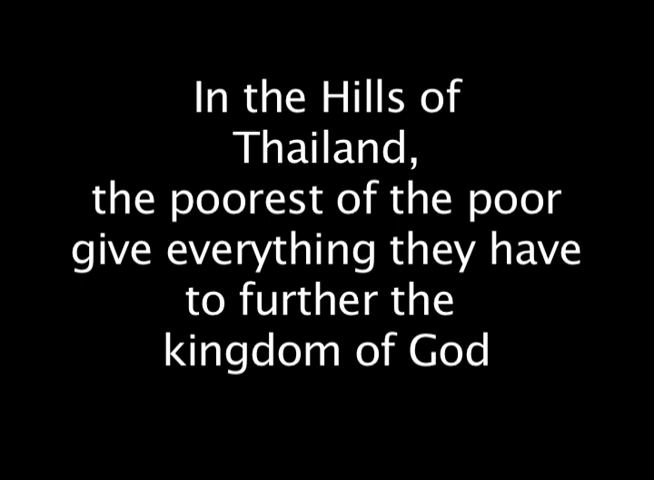 In the Hills of
Thailand,
the poorest of the poor
give everything they have
to further the
kingdom of God